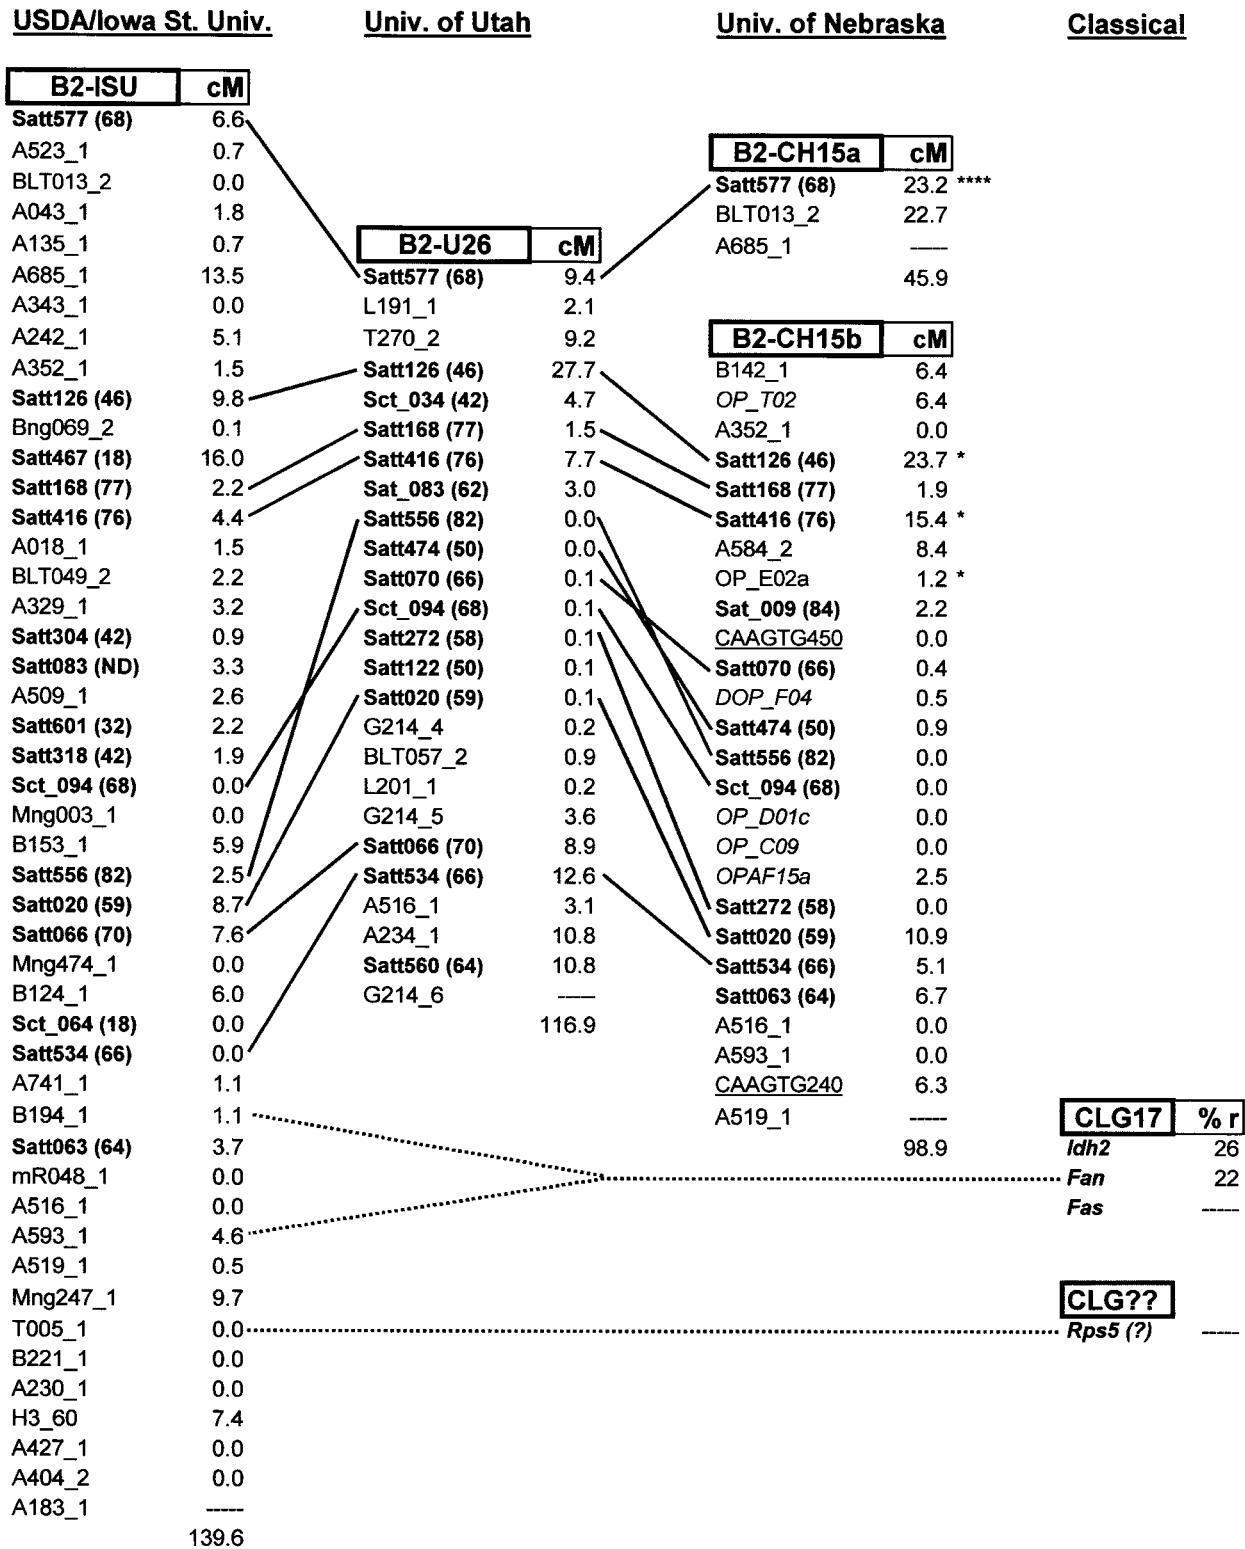 USDA/Iowa St. Univ.
B2-ISU cM
Satt577 (68) 6.6
A523_1 0.7
BLT013_2 0.0
A043_1 1.8
A135_1 0.7
A685_1 13.5
A343_1 0.0
A242_1 5.1
A352_1 1.5
Satt126 (46) 9.8
Bng069_2 0.1
Satt467 (18) 16.0
Satt168 (77) 2.2
Satt416 (76) 4.4
A018_1 1.5
BLT049_2 2.2
A329_1 3.2
Satt304 (42) 0.9
Satt083 (ND) 3.3
A509_1 2.6
Satt601 (32) 2.2
Satt318 (42) 1.9
Sct_094 (68) 0.0
Mng003_1 0.0
B153_1 5.9
Satt556 (82) 2.5
Satt020 (59) 8.7
Satt066 (70) 7.6
Mng474_1 0.0
B124_1 6.0
Sct_064 (18) 0.0
Satt534 (66) 0.0
A741_1 1.1
B194_1 1.1
Satt063 (64) 3.7
mR048_1 0.0
A516_1 0.0
A593_1 4.6
A519_1 0.5
Mng247_1 9.7
T005_1 0.0
B221_1 0.0
A230_1 0.0
H3_60 7.4
A427_1 0.0
A404_2 0.0
A183_1 -----
139.6
Univ. of Utah
B2-U26 cM
Satt577 (68) 9.4
L191_1 2.1
T270_2 9.2
Satt126 (46) 27.7
Sct_034 (42) 4.7
Satt168 (77) 1.5
Satt416 (76) 7.7
Sat_083 (62) 3.0
Satt556 (82) 0.0
Satt474 (50) 0.0
Satt070 (66) 0.1
Sct_094 (68) 0.1
Satt272 (58) 0.1
Satt122 (50) 0.1
Satt020 (59) 0.1
G214_4 0.2
BLT057_2 0.9
L201_1 0.2
G214_5 3.6
Satt066 (70) 8.9
Satt534 (66) 12.6
A516_1 3.1
A234_1 10.8
Satt560 (64) 10.8
G214_6 -----
116.9
Univ. of Nebraska
B2-CH15a cM
Satt577 (68) 23.2 ****
BLT013_2 22.7
A685_1 -----
45.9
B2-CH15b cM
B142_1 6.4
OP_T02 6.4
A352_1 0.0
Satt126 (46) 23.7 *
Satt168 (77) 1.9
Satt416 (76) 15.4 *
A584_2 8.4
OP_E02a 1.2 *
Sat_009 (84) 2.2
CAAGTG450 0.0
Satt070 (66) 0.4
DOP_F04 0.5
Satt474 (50) 0.9
Satt556 (82) 0.0
Sct_094 (68) 0.0
OP_D01c 0.0
OP_C09 0.0
OPAF15a 2.5
Satt272 (58) 0.0
Satt020 (59) 10.9
Satt534 (66) 5.1
Satt063 (64) 6.7
A516_1 0.0
A593_1 0.0
CAAGTG240 6.3
A519_1 -----
98.9
Classical
CLG17 % r
Idh2 26
Fan 22
Fas -----
CLG??
Rps5 (?) -----